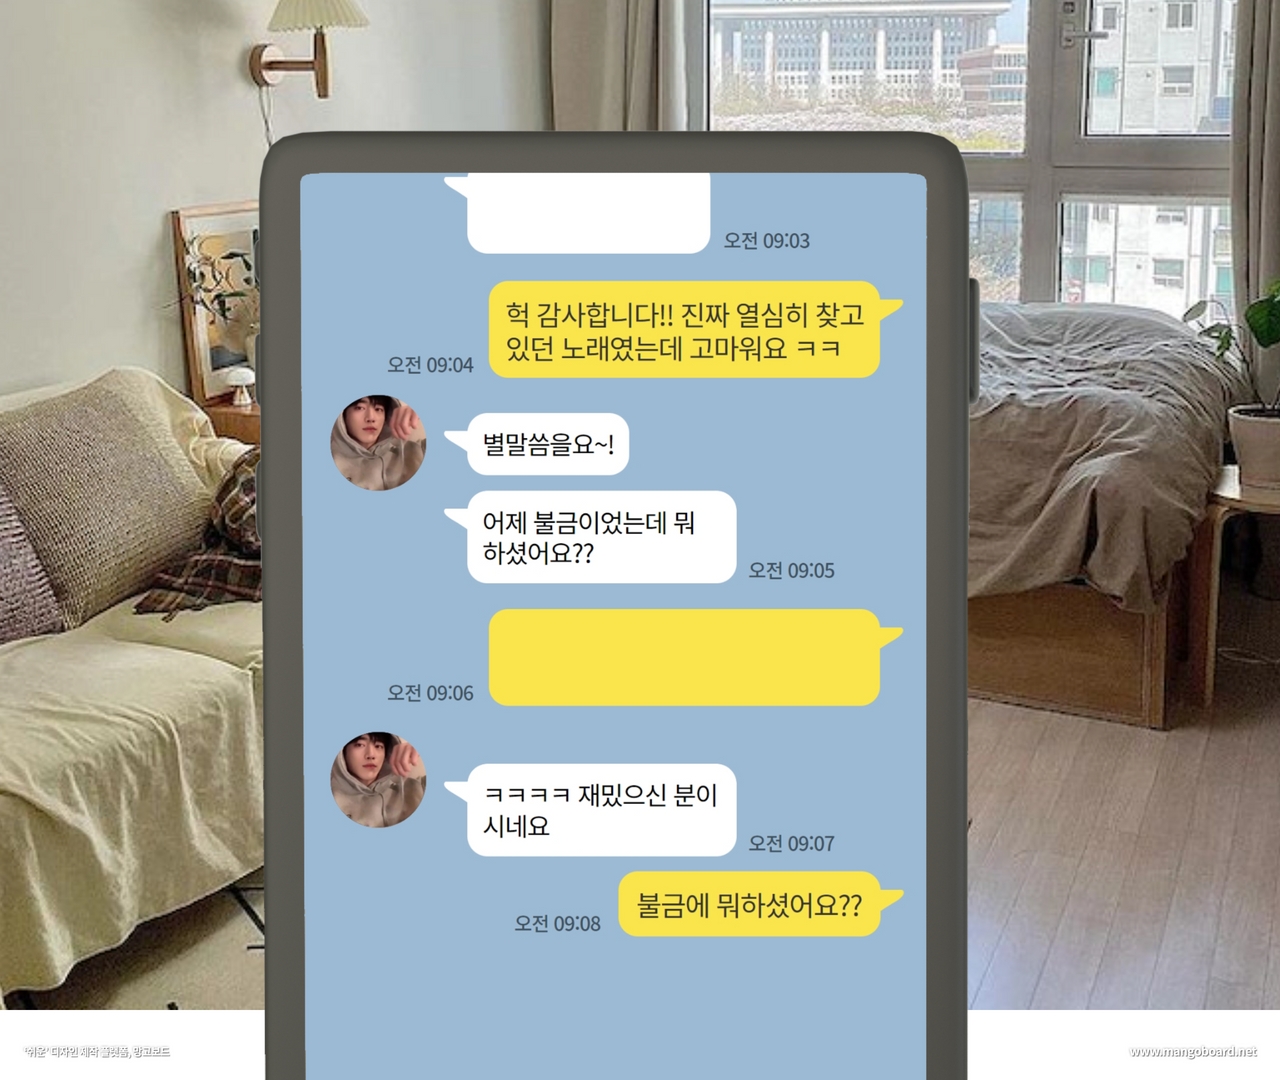 오전 09:03
헉 감사합니다!! 진짜 열심히 찾고
있던 노래였는데 고마워요 ㅋㅋ
오전 09:04
별말씀을요~!
어제 불금이었는데 뭐
하셨어요??
오전 09:05
오전 09:06
ㅋㅋㅋㅋ 재밌으신 분이
시네요
오전 09:07
불금에 뭐하셨어요??
오전 09:08
'쉬운' 디자인 제작 플랫폼, 망고보드
www.mangoboard.net